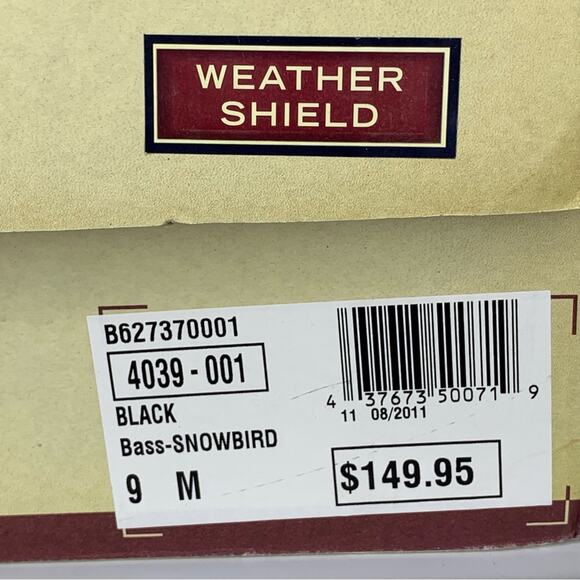 WEATHER
SHIELD
B627370001
4039 - 001
BLACK
Bass-SNOWBIRD
9 M
4 37673 50071 9
11 08/2011
$149.95